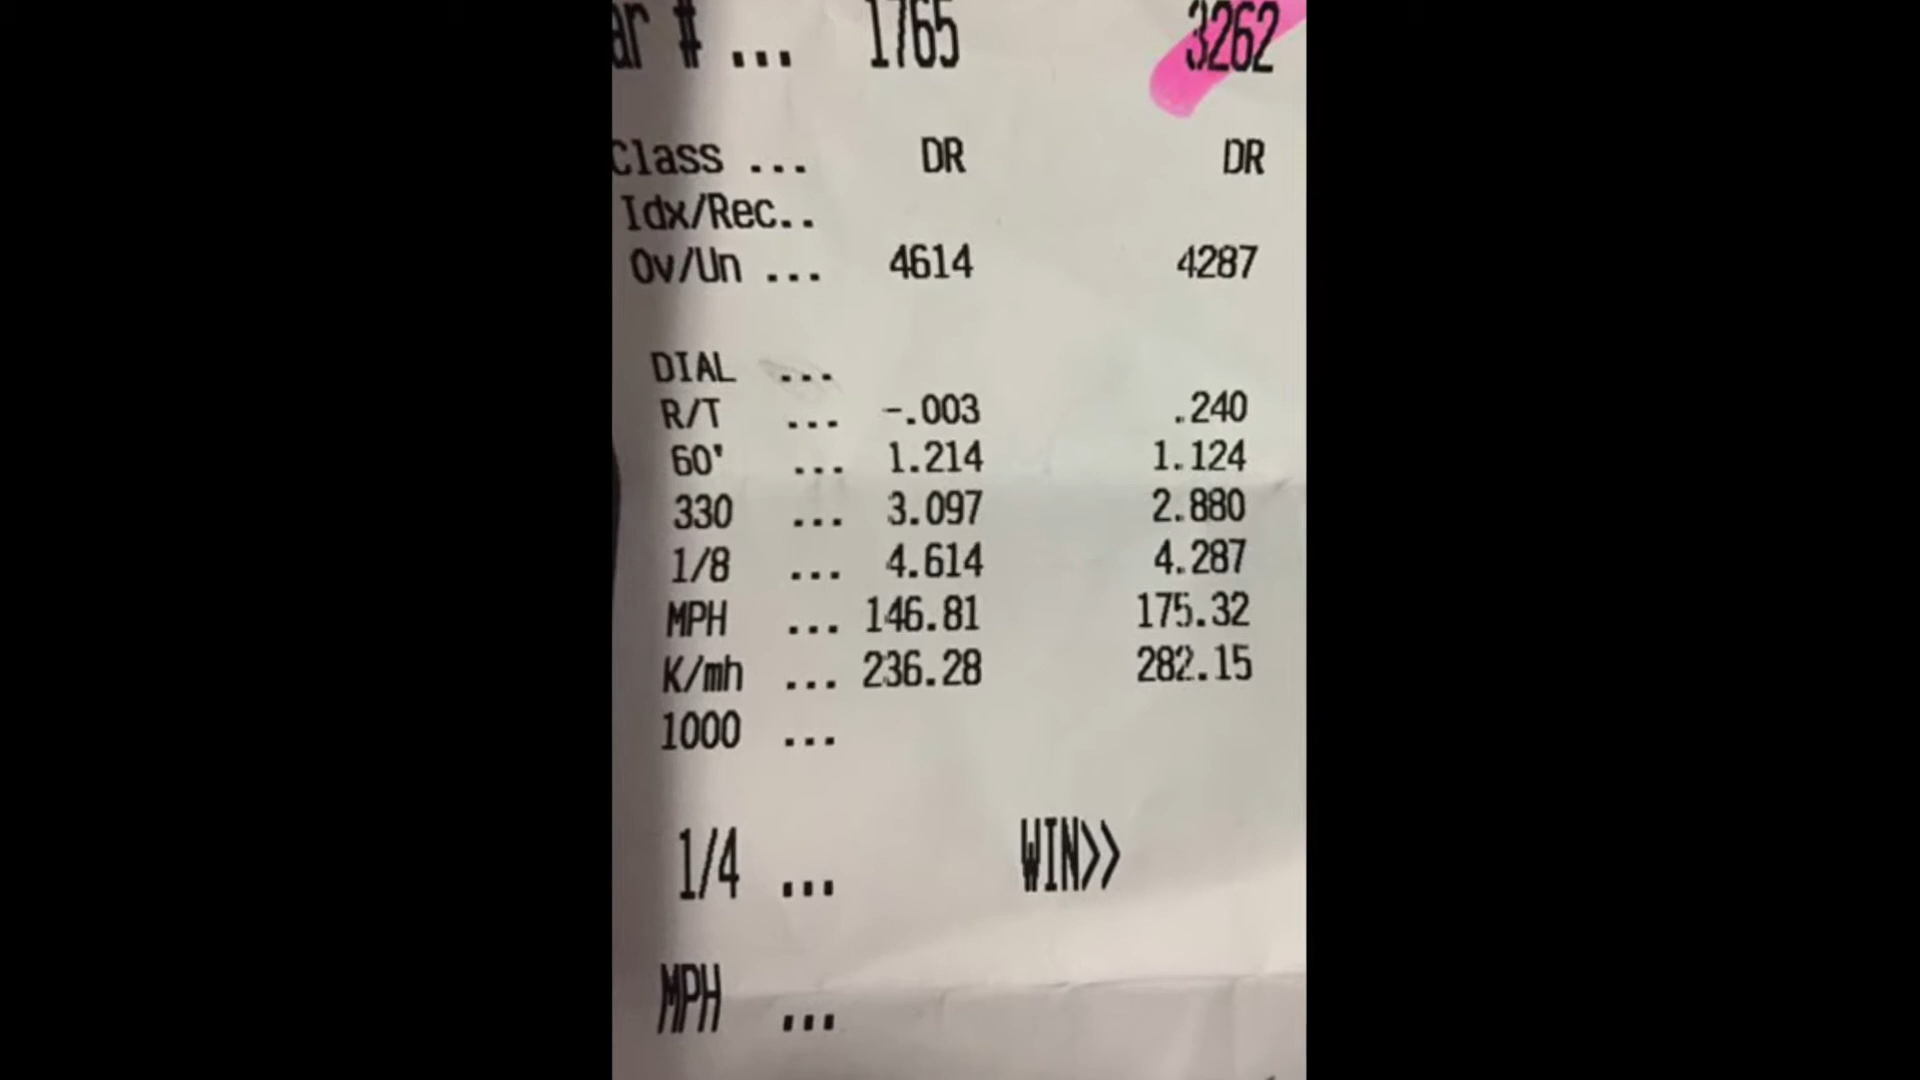 ar # ... 1765 3262
Class ... DR DR
Idx/Rec..
Ov/Un ... 4614 4287
DIAL ...
R/T ... -.003 .240
60' ... 1.214 1.124
330 ... 3.097 2.880
1/8 ... 4.614 4.287
MPH ... 146.81 175.32
K/mh ... 236.28 282.15
1000 ...
1/4 ... WIN>>
MPH ...